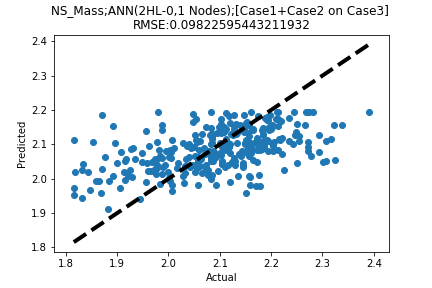 NS_Mass;ANN(2HL-0,1 Nodes);[Case1+Case2 on Case3]
RMSE:0.09822595443211932
2.4
2.3
2.2
2.1
2.0
1.9
1.8
Predicted
1.8 1.9 2.0 2.1 2.2 2.3 2.4
Actual